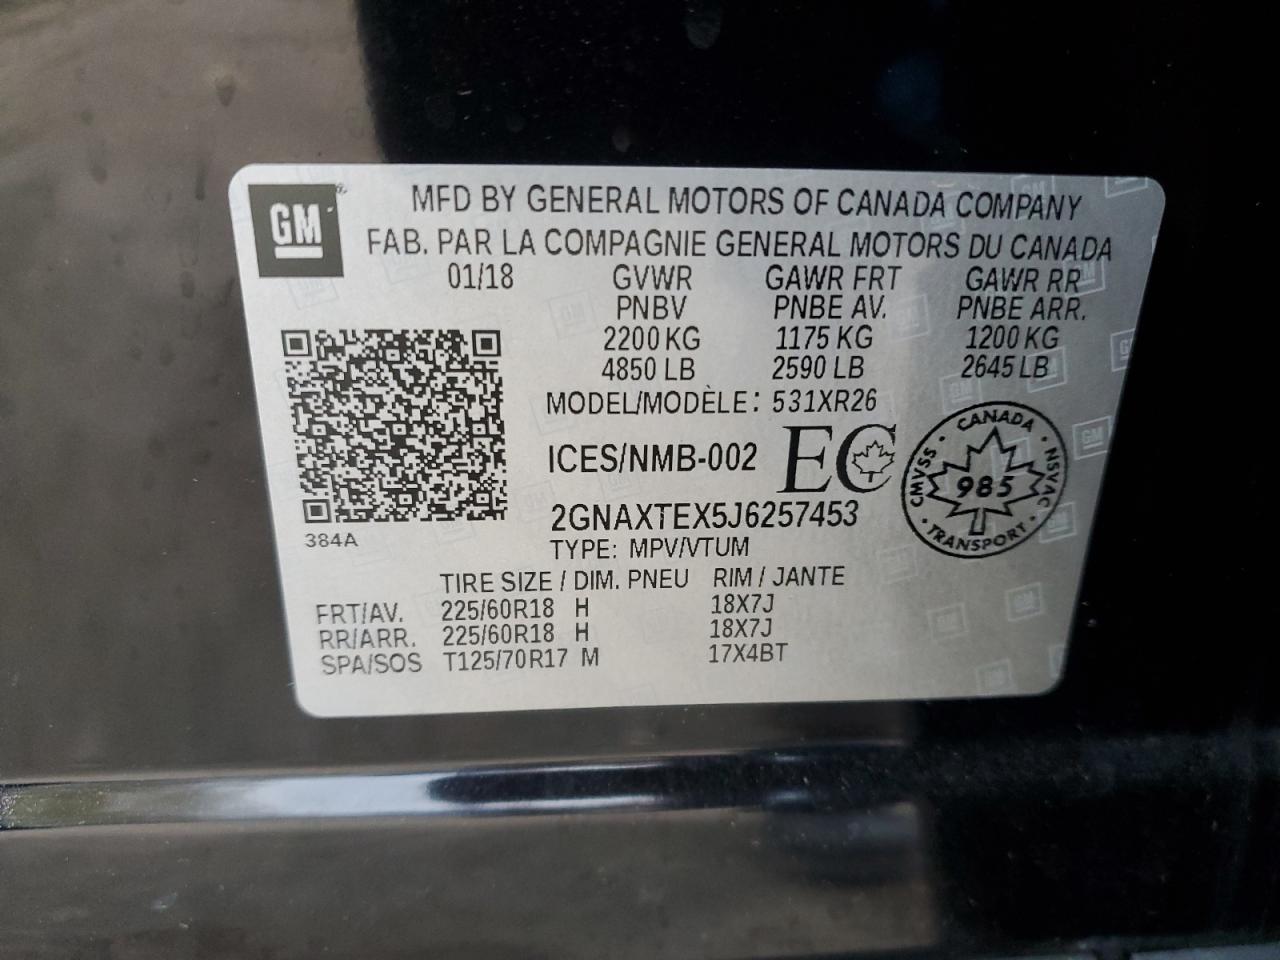 GM
MFD BY GENERAL MOTORS OF CANADA COMPANY
FAB. PAR LA COMPAGNIE GENERAL MOTORS DU CANADA
01/18 GVWR GAWR FRT GAWR RR
PNBV PNBE AV. PNBE ARR.
2200 KG 1175 KG 1200 KG
4850 LB 2590 LB 2645 LB
MODEL/MODÈLE: 531XR26
ICES/NMB-002 EC
CANADA
CMVSS 985 NSVAC
TRANSPORT
2GNAXTEX5J6257453
384A
TYPE: MPV/VTUM
TIRE SIZE / DIM. PNEU RIM / JANTE
FRT/AV. 225/60R18 H 18X7J
RR/ARR. 225/60R18 H 18X7J
SPA/SOS T125/70R17 M 17X4BT